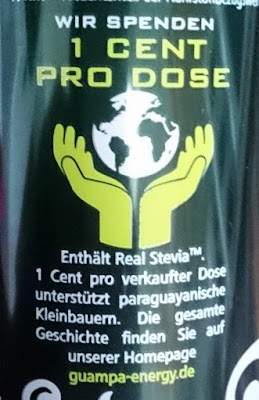 WIR SPENDEN
1 CENT
PRO DOSE
Enthält Real Stevia™.
1 Cent pro verkaufter Dose
unterstützt paraguayanische
Kleinbauern. Die gesamte
Geschichte finden Sie auf
unserer Homepage
guampa-energy.de